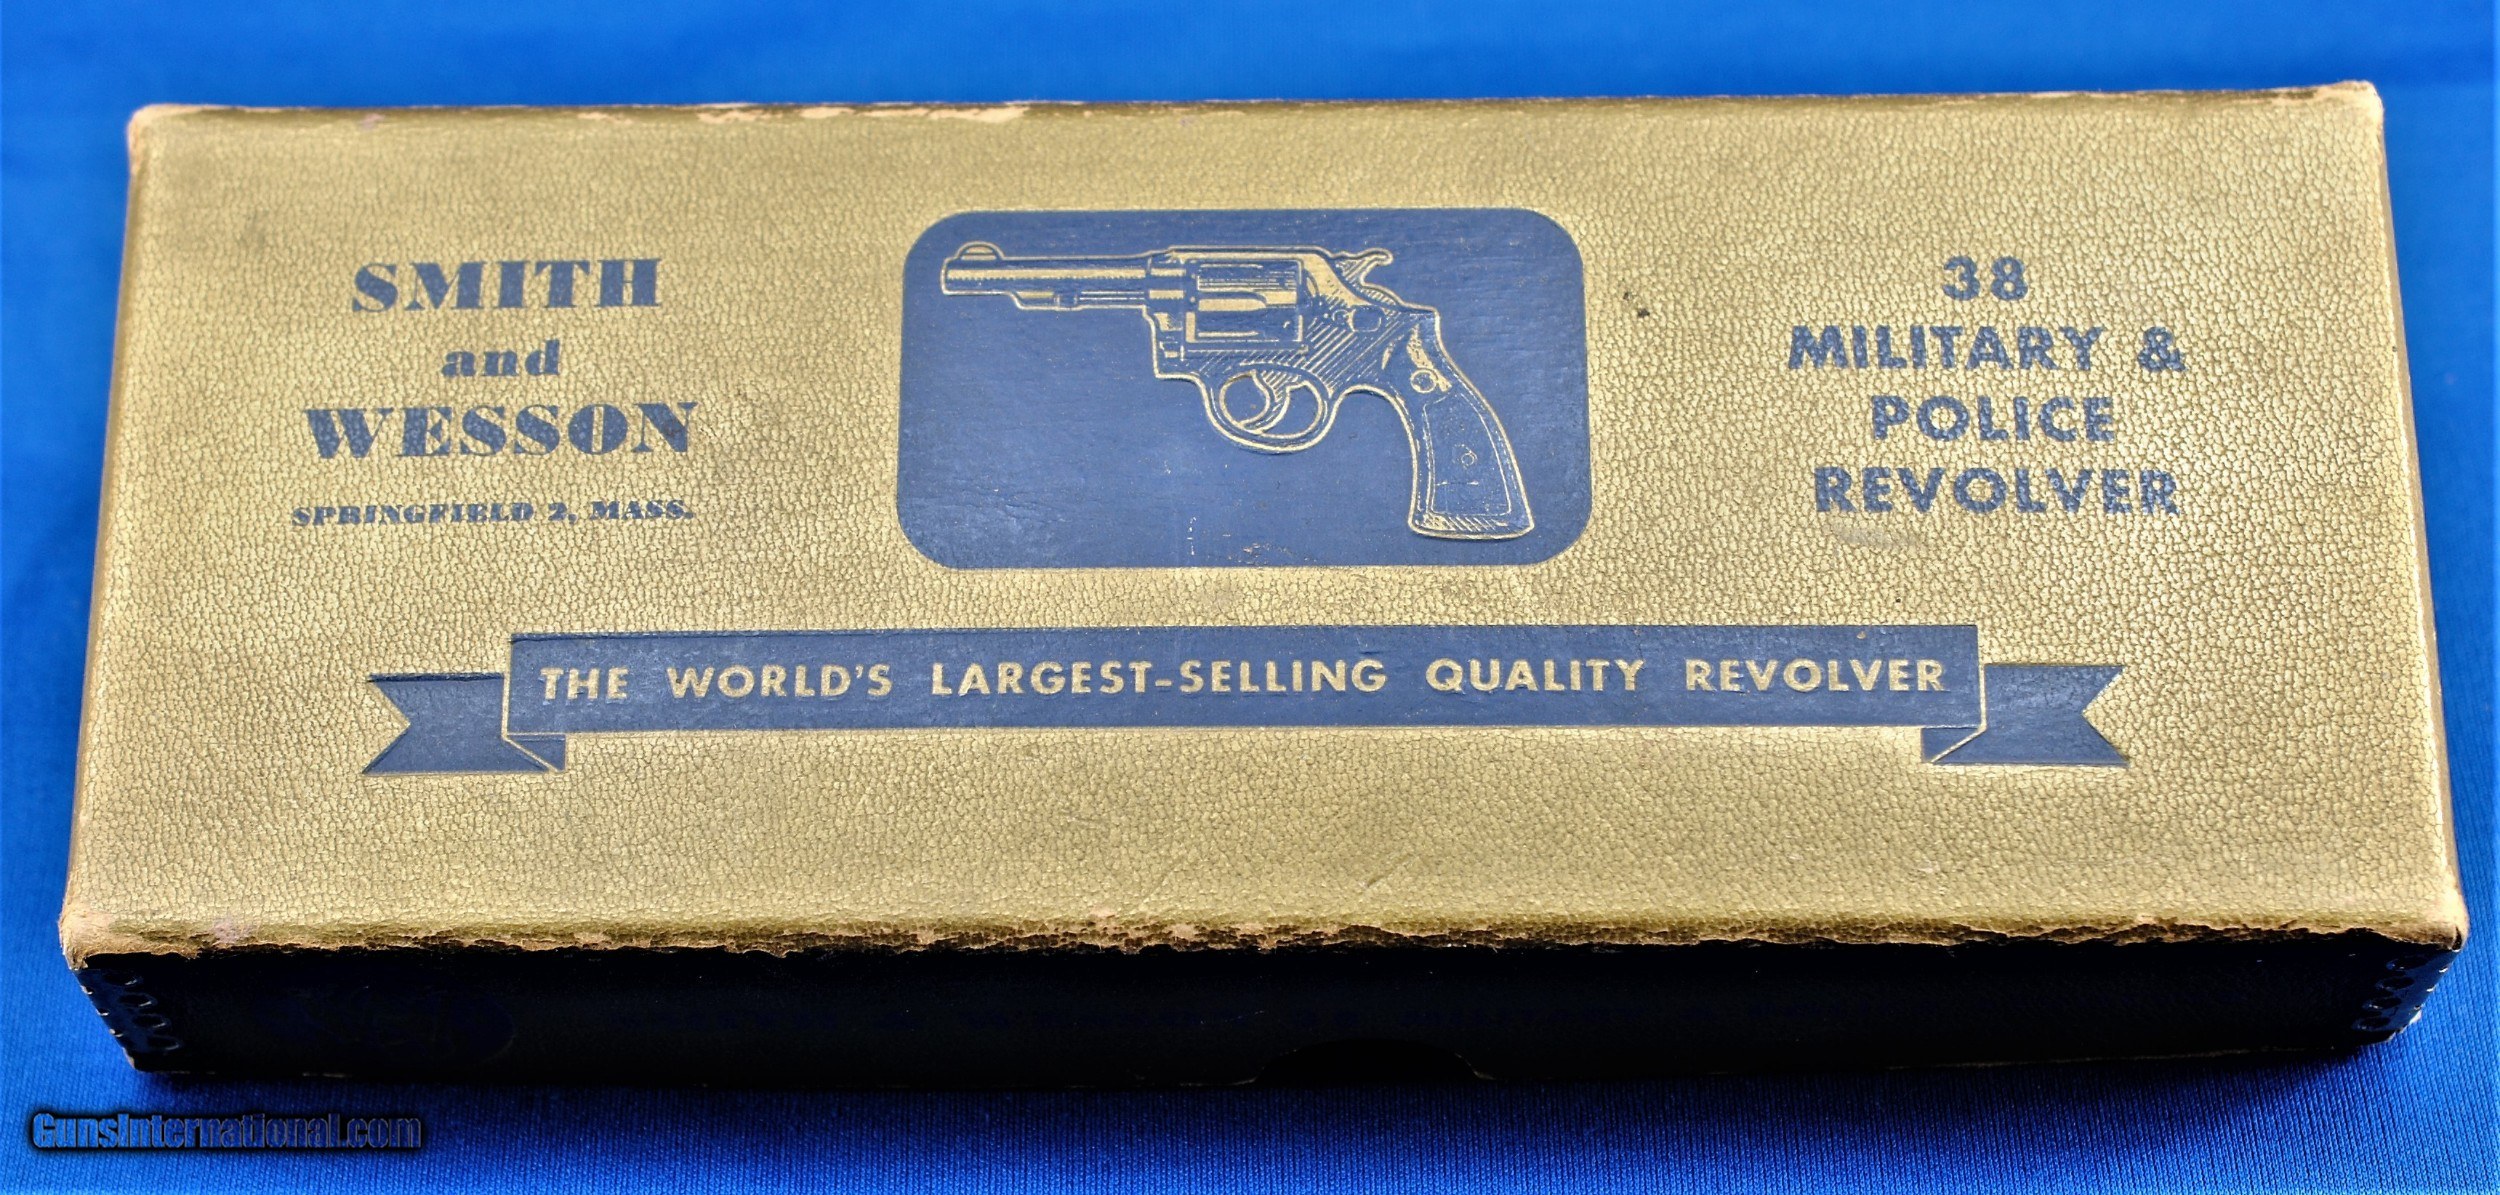 SMITH
and
WESSON
SPRINGFIELD 2, MASS.
38
MILITARY &
POLICE
REVOLVER
THE WORLD'S LARGEST-SELLING QUALITY REVOLVER
GunsInternational.com